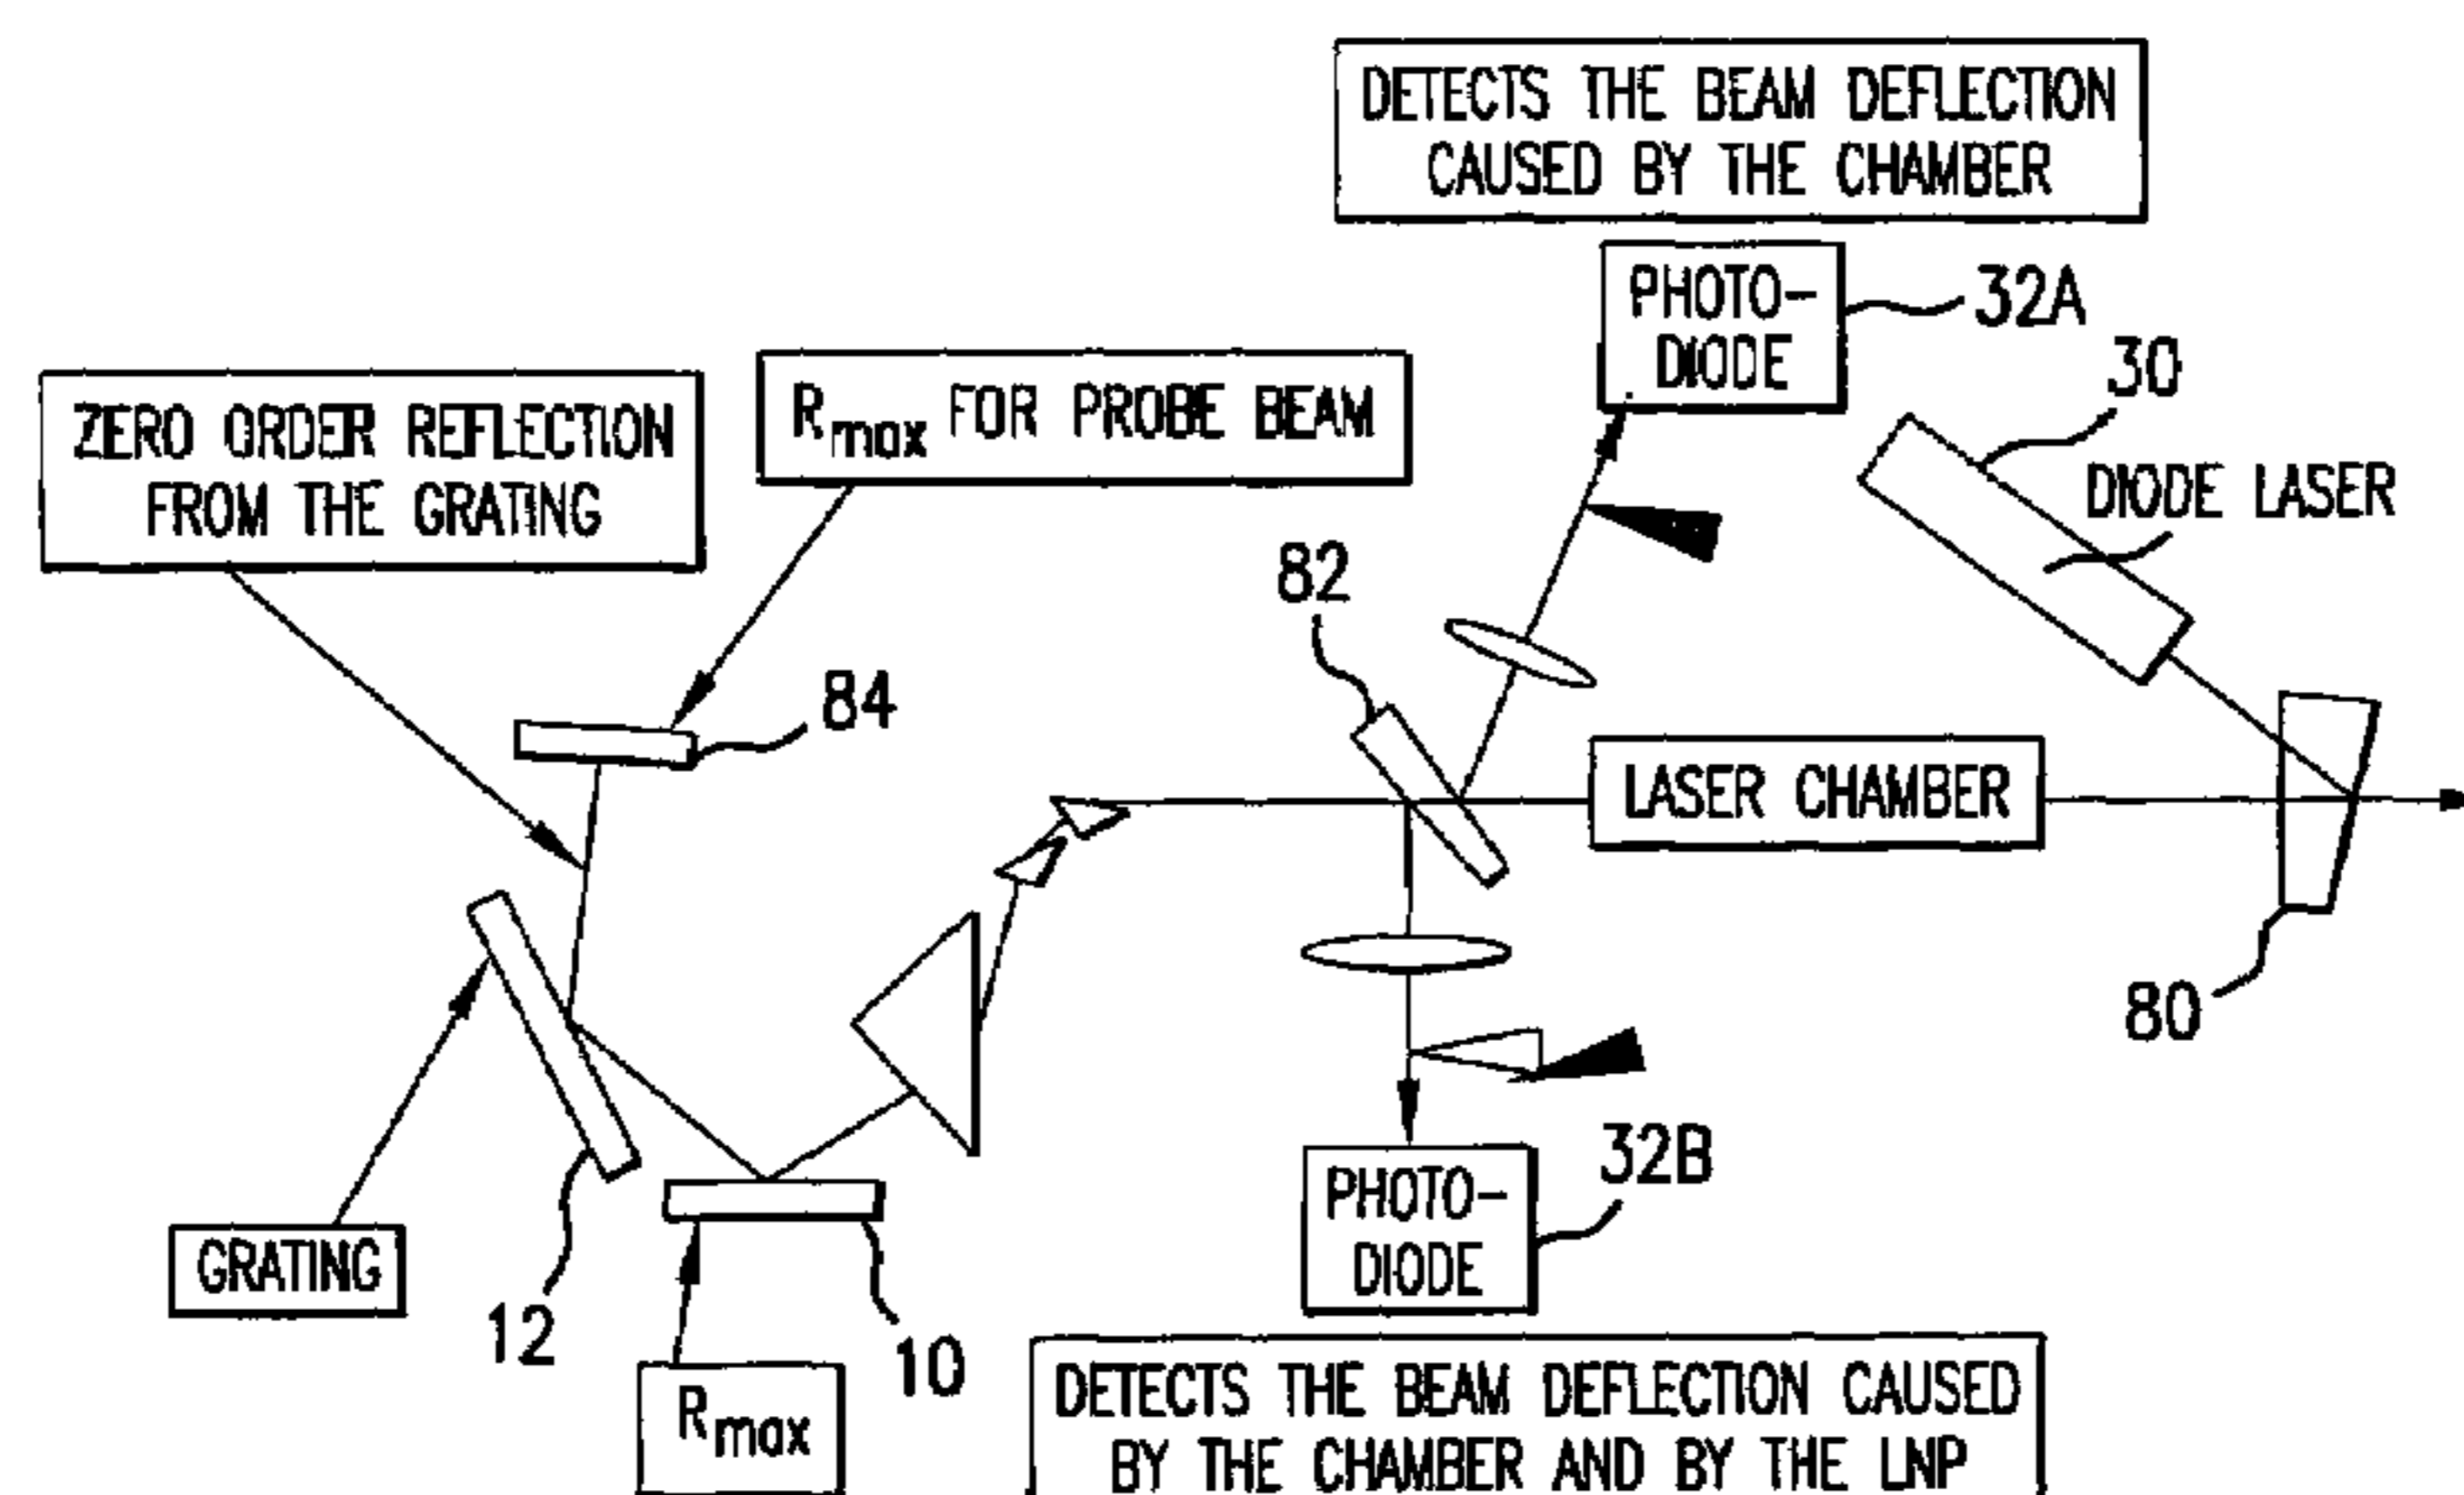 DETECTS THE BEAM DEFLECTION
CAUSED BY THE CHAMBER
PHOTO-
DIODE
32A
30
DIODE LASER
ZERO ORDER REFLECTION
FROM THE GRATING
Rmax FOR PROBE BEAM
82
84
LASER CHAMBER
80
GRATING
12
10
Rmax
PHOTO-
DIODE
32B
DETECTS THE BEAM DEFLECTION CAUSED
BY THE CHAMBER AND BY THE LNP